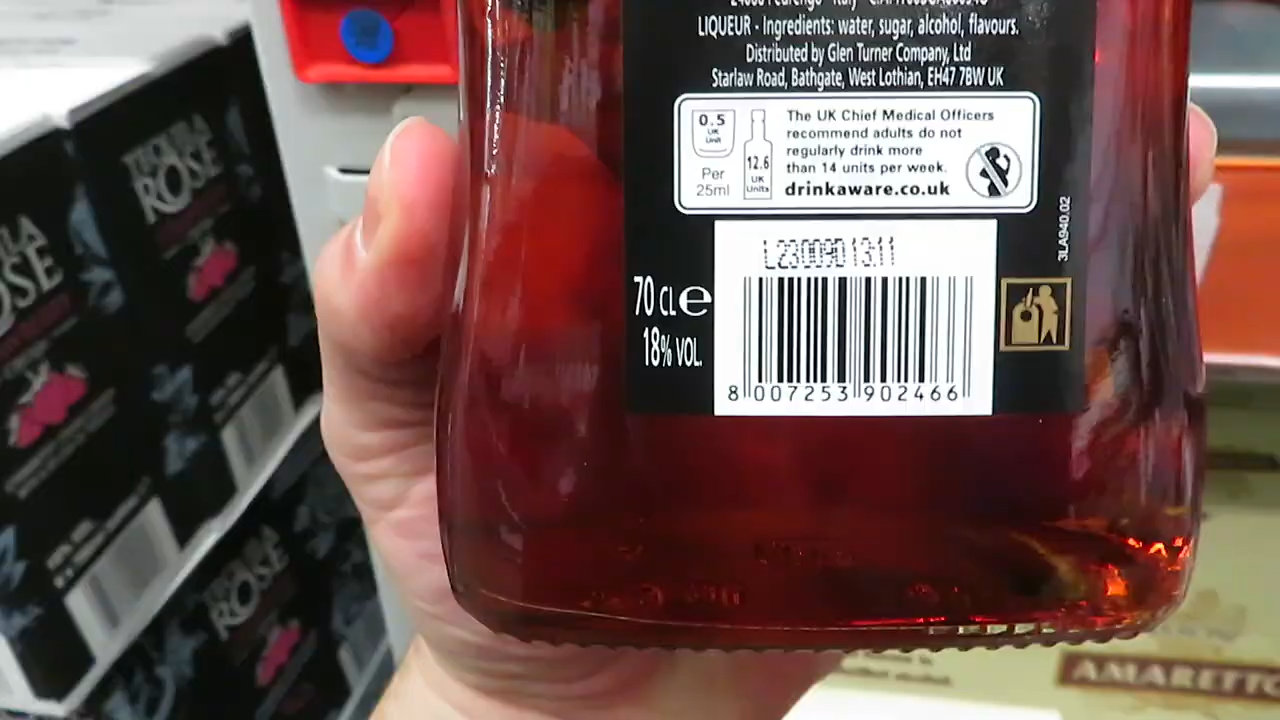 LIQUEUR - Ingredients: water, sugar, alcohol, flavours.
Distributed by Glen Turner Company, Ltd
Starlaw Road, Bathgate, West Lothian, EH47 7BW UK
0.5
UK
Unit
Per
25ml
12.6
UK
Units
The UK Chief Medical Officers
recommend adults do not
regularly drink more
than 14 units per week.
drinkaware.co.uk
3LA940.02
L23009D 13:11
70 CL e
18% VOL.
8 007253 902466
ROSE
ROSE
AMARETTO